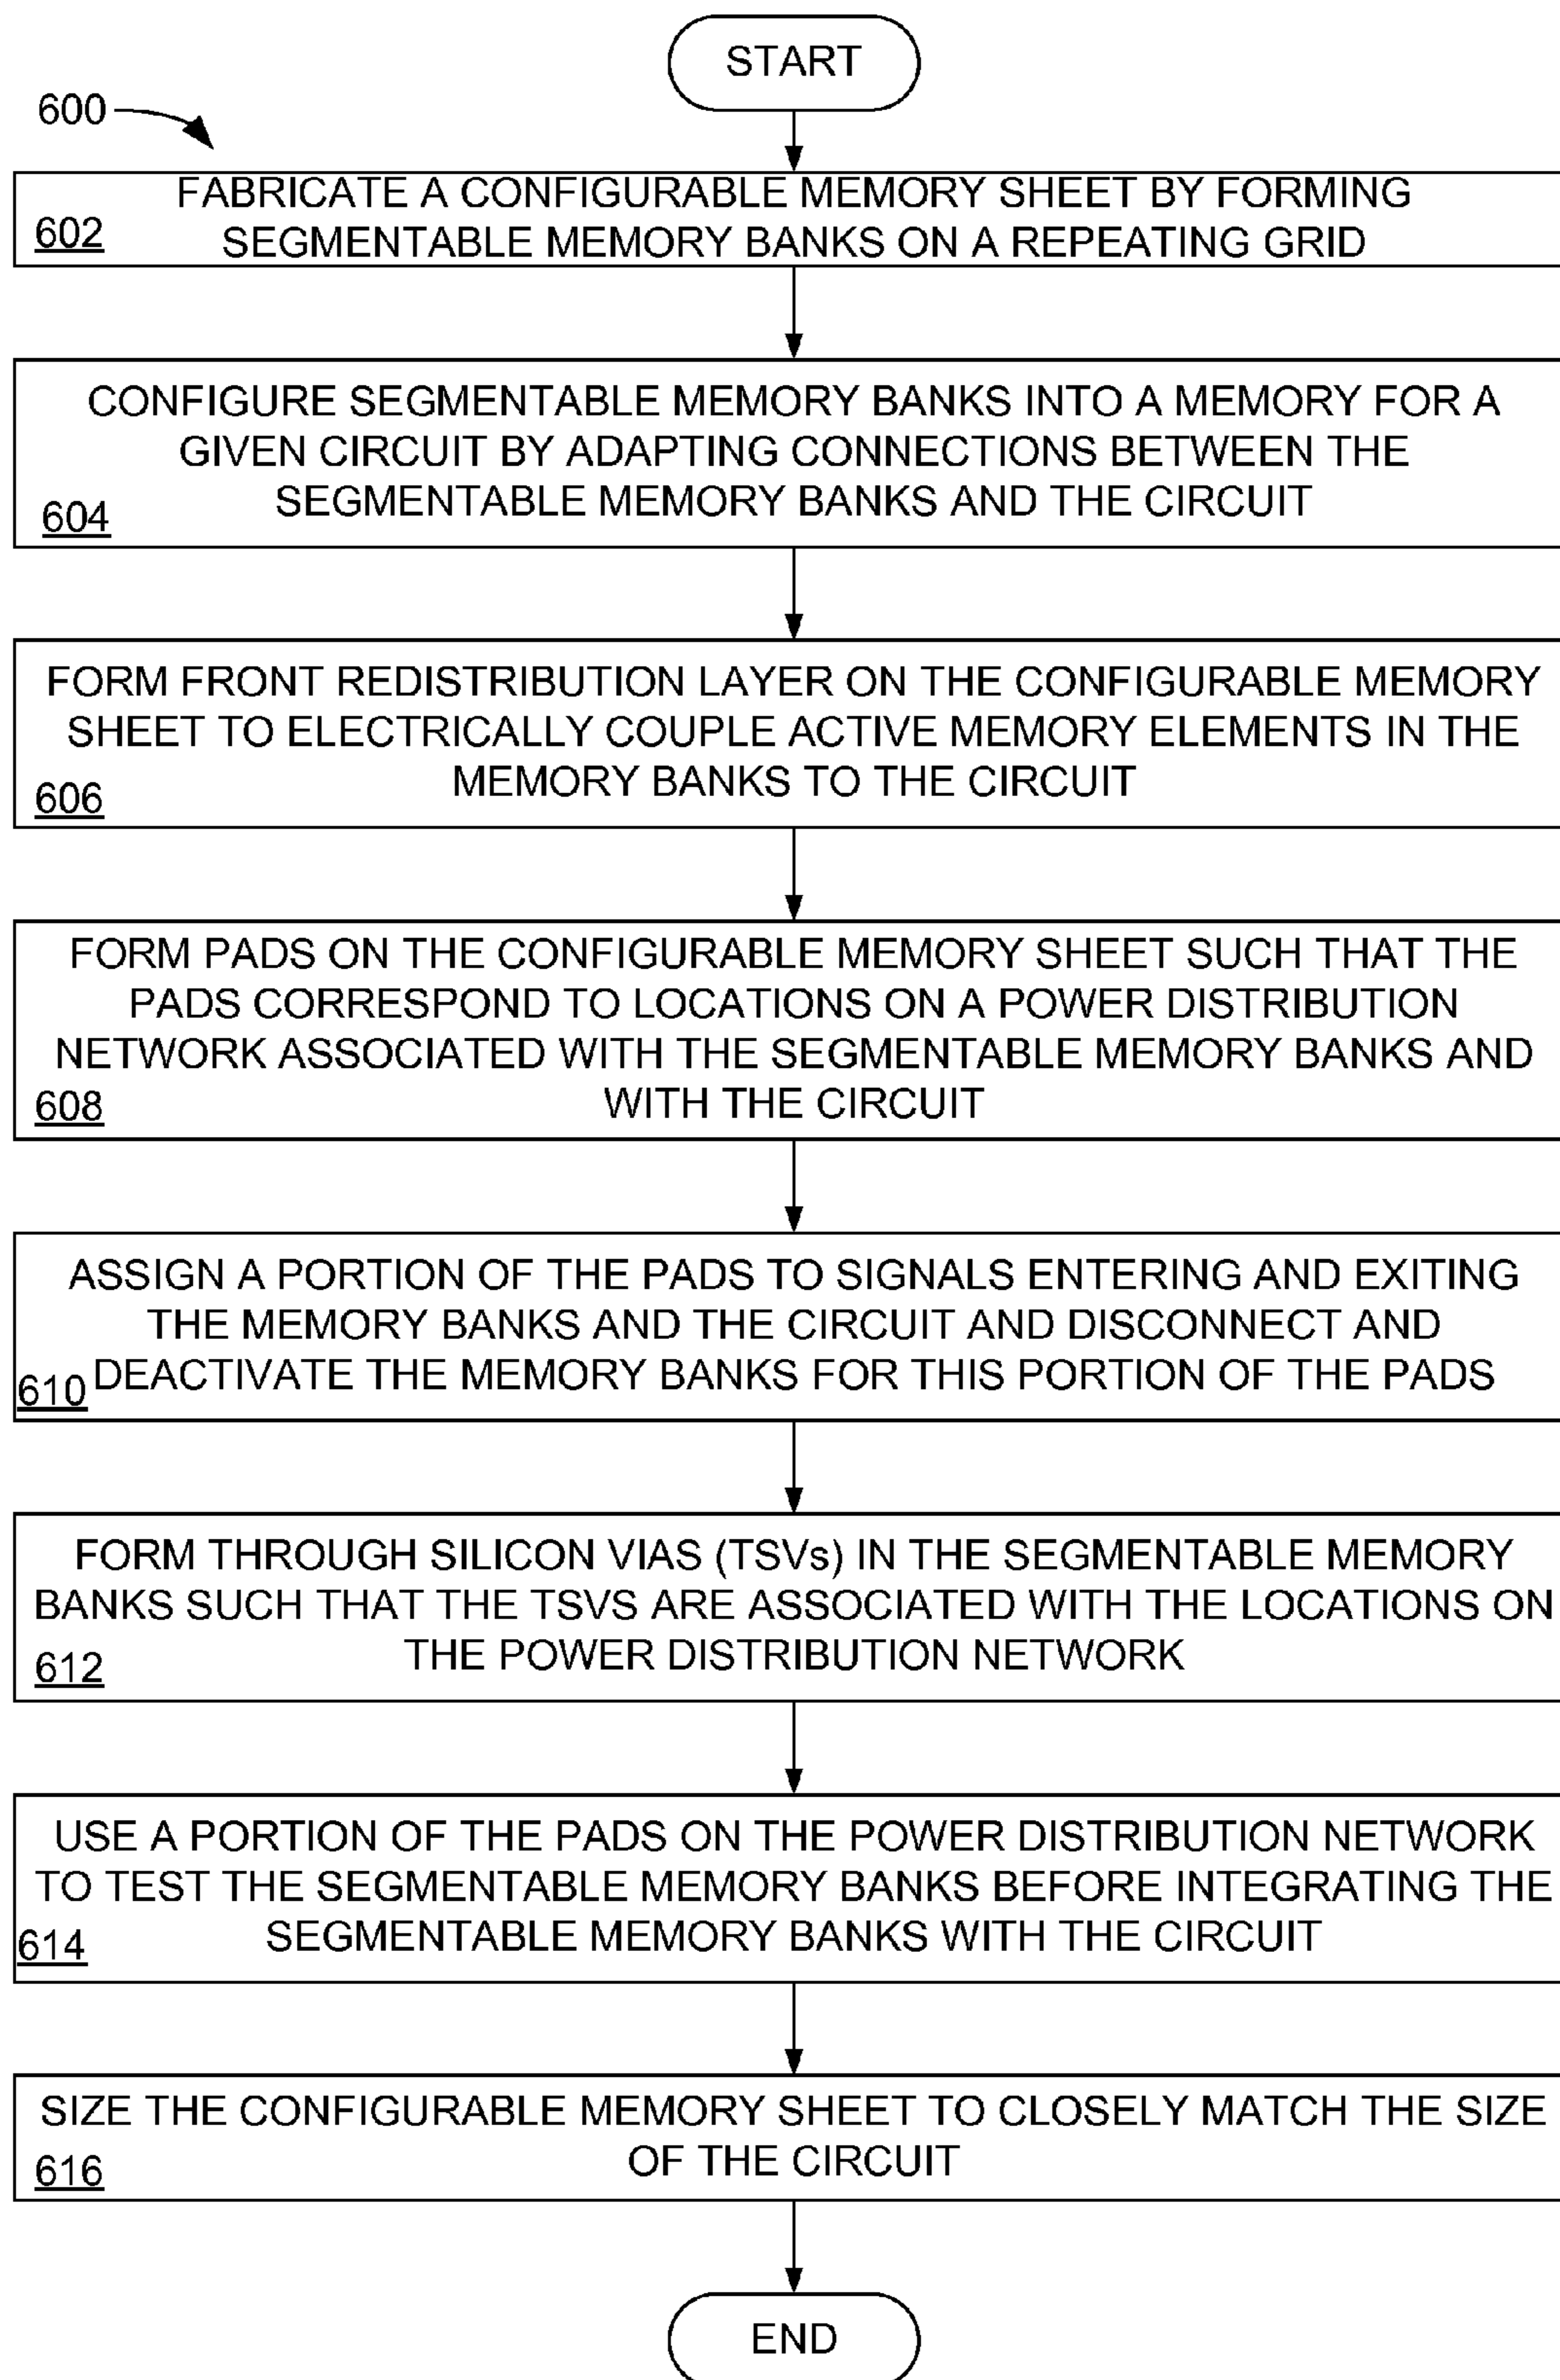 START
600
FABRICATE A CONFIGURABLE MEMORY SHEET BY FORMING
SEGMENTABLE MEMORY BANKS ON A REPEATING GRID
602
CONFIGURE SEGMENTABLE MEMORY BANKS INTO A MEMORY FOR A
GIVEN CIRCUIT BY ADAPTING CONNECTIONS BETWEEN THE
SEGMENTABLE MEMORY BANKS AND THE CIRCUIT
604
FORM FRONT REDISTRIBUTION LAYER ON THE CONFIGURABLE MEMORY
SHEET TO ELECTRICALLY COUPLE ACTIVE MEMORY ELEMENTS IN THE
MEMORY BANKS TO THE CIRCUIT
606
FORM PADS ON THE CONFIGURABLE MEMORY SHEET SUCH THAT THE
PADS CORRESPOND TO LOCATIONS ON A POWER DISTRIBUTION
NETWORK ASSOCIATED WITH THE SEGMENTABLE MEMORY BANKS AND
WITH THE CIRCUIT
608
ASSIGN A PORTION OF THE PADS TO SIGNALS ENTERING AND EXITING
THE MEMORY BANKS AND THE CIRCUIT AND DISCONNECT AND
DEACTIVATE THE MEMORY BANKS FOR THIS PORTION OF THE PADS
610
FORM THROUGH SILICON VIAS (TSVs) IN THE SEGMENTABLE MEMORY
BANKS SUCH THAT THE TSVS ARE ASSOCIATED WITH THE LOCATIONS ON
THE POWER DISTRIBUTION NETWORK
612
USE A PORTION OF THE PADS ON THE POWER DISTRIBUTION NETWORK
TO TEST THE SEGMENTABLE MEMORY BANKS BEFORE INTEGRATING THE
SEGMENTABLE MEMORY BANKS WITH THE CIRCUIT
614
SIZE THE CONFIGURABLE MEMORY SHEET TO CLOSELY MATCH THE SIZE
OF THE CIRCUIT
616
END